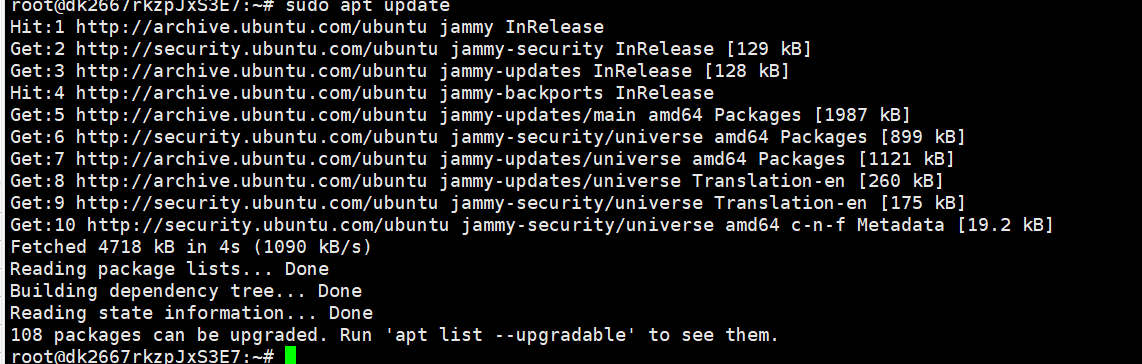 root@dk2667rkzpJxS3E7:~# sudo apt update
Hit:1 http://archive.ubuntu.com/ubuntu jammy InRelease
Get:2 http://security.ubuntu.com/ubuntu jammy-security InRelease [129 kB]
Get:3 http://archive.ubuntu.com/ubuntu jammy-updates InRelease [128 kB]
Hit:4 http://archive.ubuntu.com/ubuntu jammy-backports InRelease
Get:5 http://archive.ubuntu.com/ubuntu jammy-updates/main amd64 Packages [1987 kB]
Get:6 http://security.ubuntu.com/ubuntu jammy-security/universe amd64 Packages [899 kB]
Get:7 http://archive.ubuntu.com/ubuntu jammy-updates/universe amd64 Packages [1121 kB]
Get:8 http://archive.ubuntu.com/ubuntu jammy-updates/universe Translation-en [260 kB]
Get:9 http://security.ubuntu.com/ubuntu jammy-security/universe Translation-en [175 kB]
Get:10 http://security.ubuntu.com/ubuntu jammy-security/universe amd64 c-n-f Metadata [19.2 kB]
Fetched 4718 kB in 4s (1090 kB/s)
Reading package lists... Done
Building dependency tree... Done
Reading state information... Done
108 packages can be upgraded. Run 'apt list --upgradable' to see them.
root@dk2667rkzpJxS3E7:~#